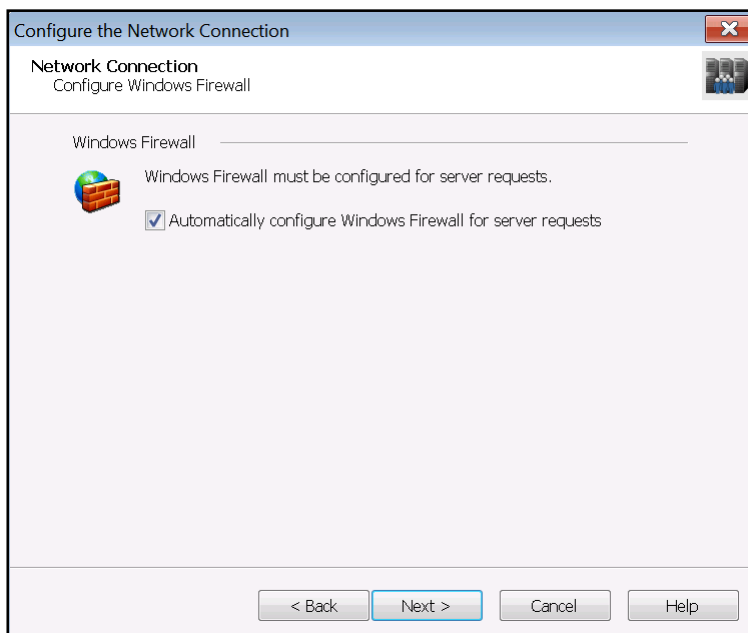 Configure the Network Connection
Network Connection
Configure Windows Firewall
Windows Firewall
Windows Firewall must be configured for server requests.
Automatically configure Windows Firewall for server requests
< Back
Next >
Cancel
Help